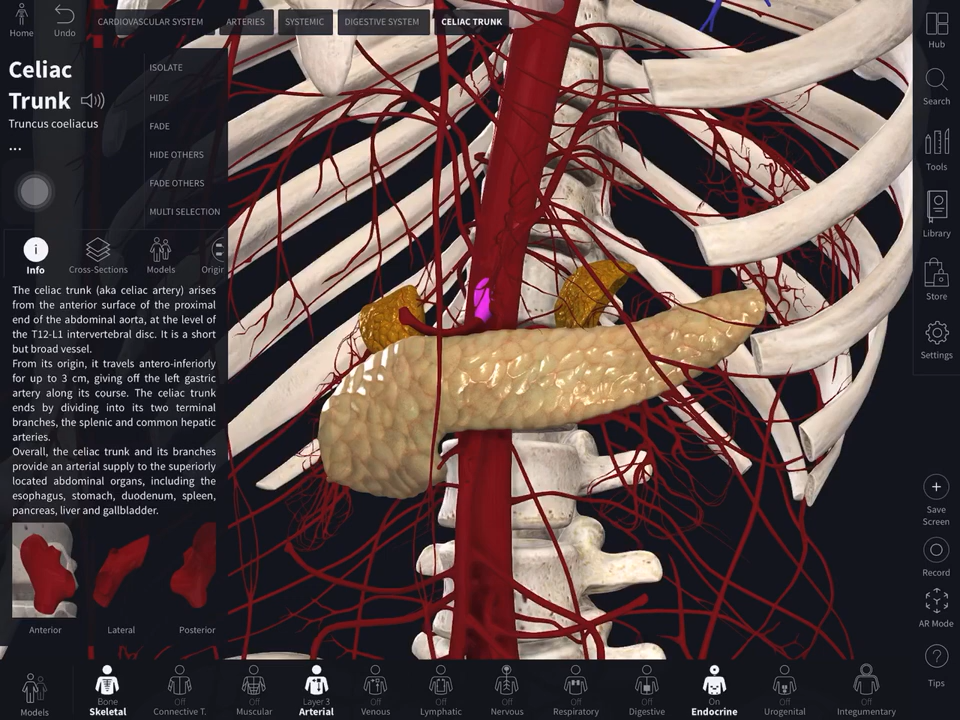 Home
Undo
CARDIOVASCULAR SYSTEM
ARTERIES
SYSTEMIC
DIGESTIVE SYSTEM
CELIAC TRUNK
Celiac
Trunk
Truncus coeliacus
...
ISOLATE
HIDE
FADE
HIDE OTHERS
FADE OTHERS
MULTI SELECTION
Info
Cross-Sections
Models
Origin
The celiac trunk (aka celiac artery) arises
from the anterior surface of the proximal
end of the abdominal aorta, at the level of
the T12-L1 intervertebral disc. It is a short
but broad vessel.
From its origin, it travels antero-inferiorly
for up to 3 cm, giving off the left gastric
artery along its course. The celiac trunk
ends by dividing into its two terminal
branches, the splenic and common hepatic
arteries.
Overall, the celiac trunk and its branches
provide an arterial supply to the superiorly
located abdominal organs, including the
esophagus, stomach, duodenum, spleen,
pancreas, liver and gallbladder.
Anterior
Lateral
Posterior
Hub
Search
Tools
Library
Store
Settings
Save
Screen
Record
AR Mode
Tips
Models
Bone
Skeletal
Off
Connective T.
Off
Muscular
Layer 3
Arterial
Off
Venous
Off
Lymphatic
Off
Nervous
Off
Respiratory
Off
Digestive
On
Endocrine
Off
Urogenital
Off
Integumentary